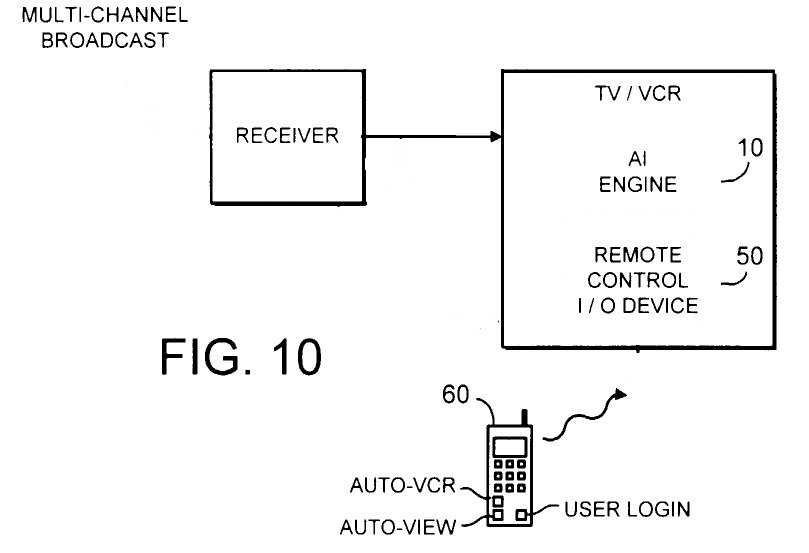 MULTI-CHANNEL
BROADCAST
RECEIVER
TV / VCR
AI
ENGINE
10
REMOTE
CONTROL
I / O DEVICE
50
FIG. 10
60
AUTO-VCR
AUTO-VIEW
USER LOGIN